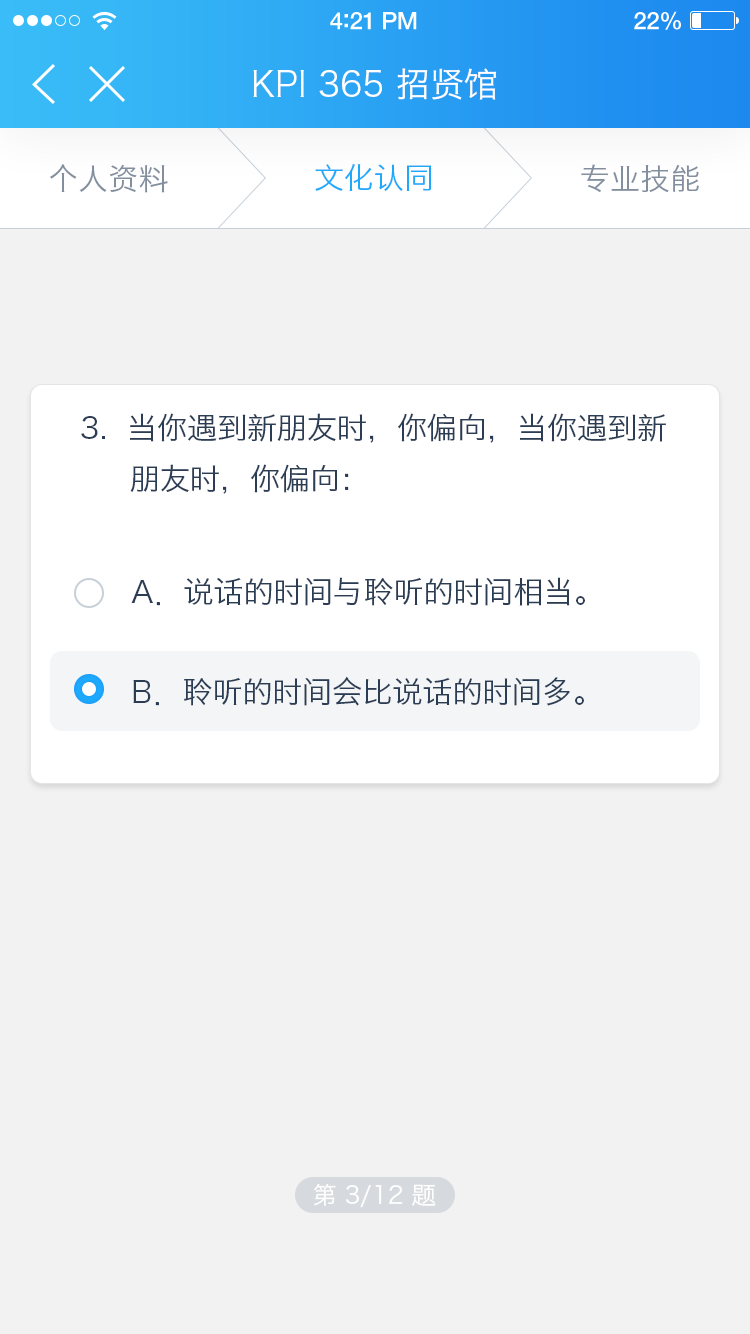 4:21 PM 22%
KPI 365 招贤馆
个人资料 文化认同 专业技能
3. 当你遇到新朋友时，你偏向，当你遇到新
朋友时，你偏向：
A. 说话的时间与聆听的时间相当。
B. 聆听的时间会比说话的时间多。
第 3/12 题